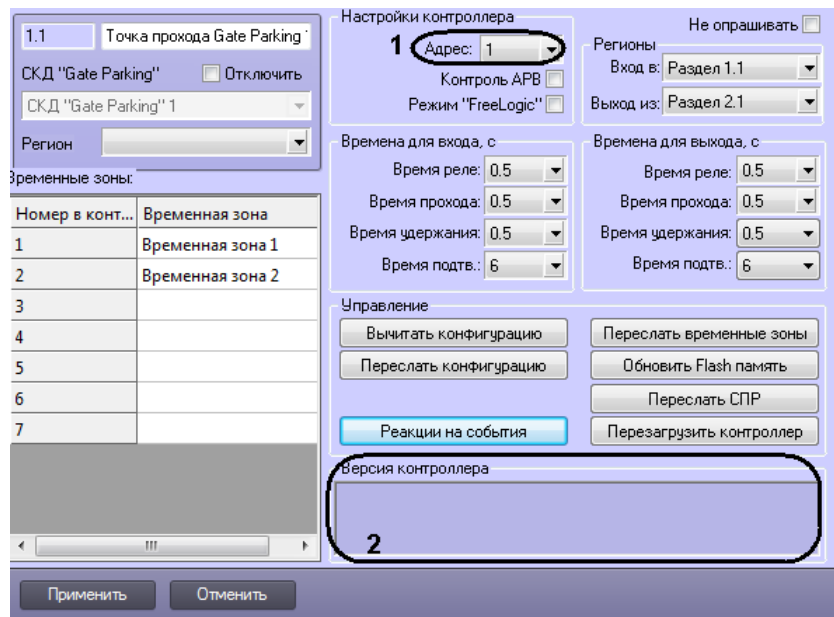 1.1 Точка прохода Gate Parking
СКД "Gate Parking" Отключить
СКД "Gate Parking" 1
Регион
Временные зоны:
Номер в конт... Временная зона
1 Временная зона 1
2 Временная зона 2
3
4
5
6
7
Настройки контроллера
1 Адрес: 1
Контроль APB
Режим "FreeLogic"
Не опрашивать
Регионы
Вход в: Раздел 1.1
Выход из: Раздел 2.1
Времена для входа, с
Время реле: 0.5
Время прохода: 0.5
Время удержания: 0.5
Время подтв.: 6
Времена для выхода, с
Время реле: 0.5
Время прохода: 0.5
Время удержания: 0.5
Время подтв.: 6
Управление
Вычитать конфигурацию Переслать временные зоны
Переслать конфигурацию Обновить Flash память
Переслать СПР
Реакции на события Перезагрузить контроллер
Версия контроллера
2
Применить Отменить